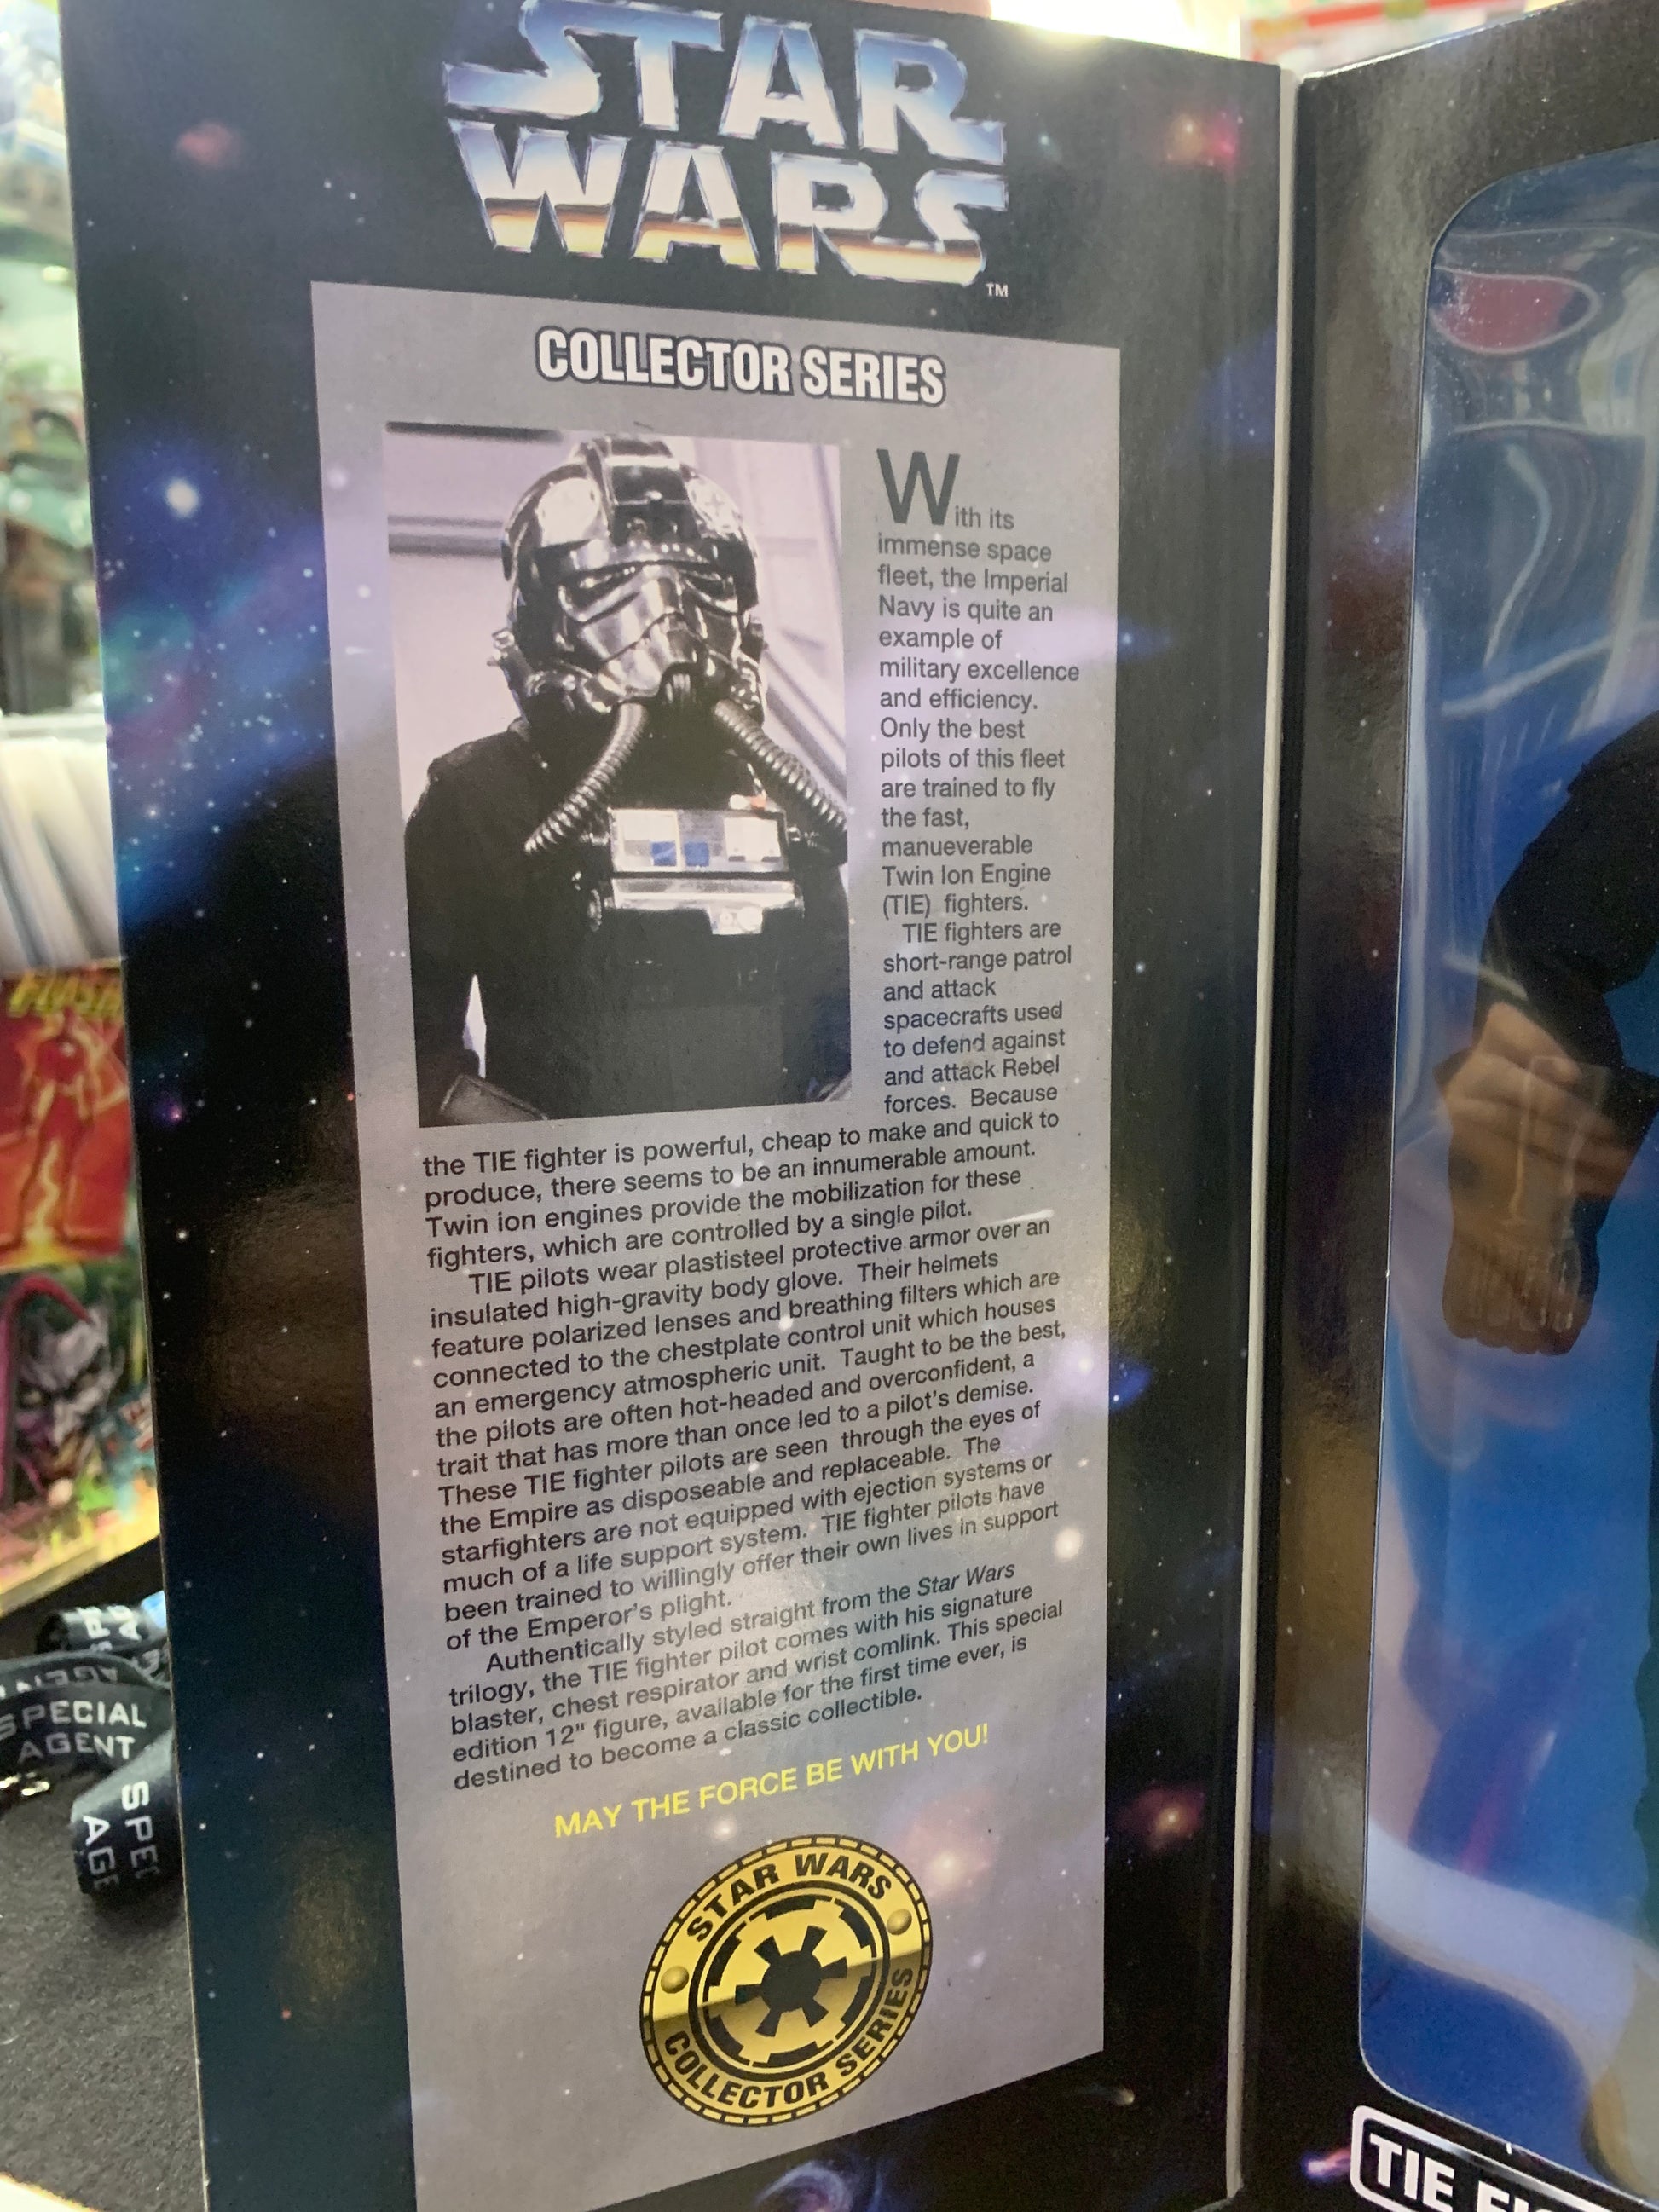 STAR
WARS
TM
COLLECTOR SERIES
With its
immense space
fleet, the Imperial
Navy is quite an
example of
military excellence
and efficiency.
Only the best
pilots of this fleet
are trained to fly
the fast,
manueverable
Twin Ion Engine
(TIE) fighters.
TIE fighters are
short-range patrol
and attack
spacecrafts used
to defend against
and attack Rebel
forces. Because
the TIE fighter is powerful, cheap to make and quick to
produce, there seems to be an innumerable amount.
Twin ion engines provide the mobilization for these
fighters, which are controlled by a single pilot.
TIE pilots wear plastisteel protective armor over an
insulated high-gravity body glove. Their helmets
feature polarized lenses and breathing filters which are
connected to the chestplate control unit which houses
an emergency atmospheric unit. Taught to be the best,
the pilots are often hot-headed and overconfident, a
trait that has more than once led to a pilot's demise.
These TIE fighter pilots are seen through the eyes of
the Empire as disposeable and replaceable. The
starfighters are not equipped with ejection systems or
much of a life support system. TIE fighter pilots have
been trained to willingly offer their own lives in support
of the Emperor's plight.
Authentically styled straight from the Star Wars
trilogy, the TIE fighter pilot comes with his signature
blaster, chest respirator and wrist comlink. This special
edition 12" figure, available for the first time ever, is
destined to become a classic collectible.
MAY THE FORCE BE WITH YOU!
STAR WARS
COLLECTOR SERIES
TIE
FLASH
AGENT
SPECIAL
AGENT
SPEC
AGE